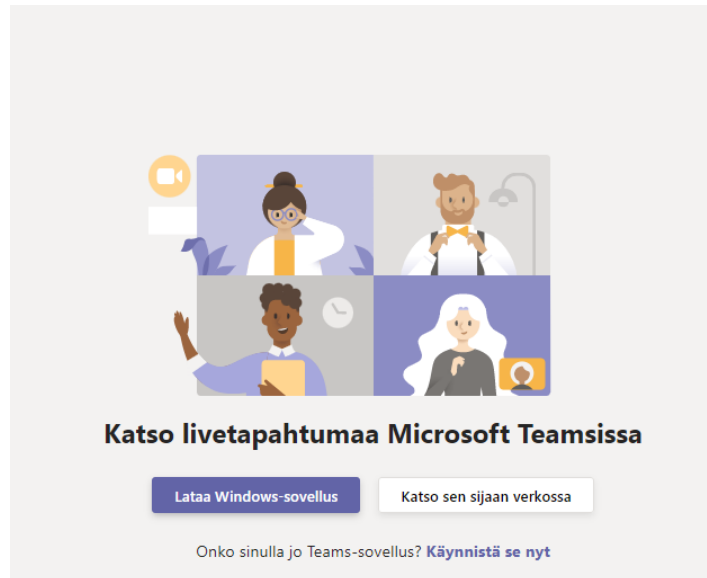 Katso livetapahtumaa Microsoft Teamsissa
Lataa Windows-sovellus
Katso sen sijaan verkossa
Onko sinulla jo Teams-sovellus? Käynnistä se nyt